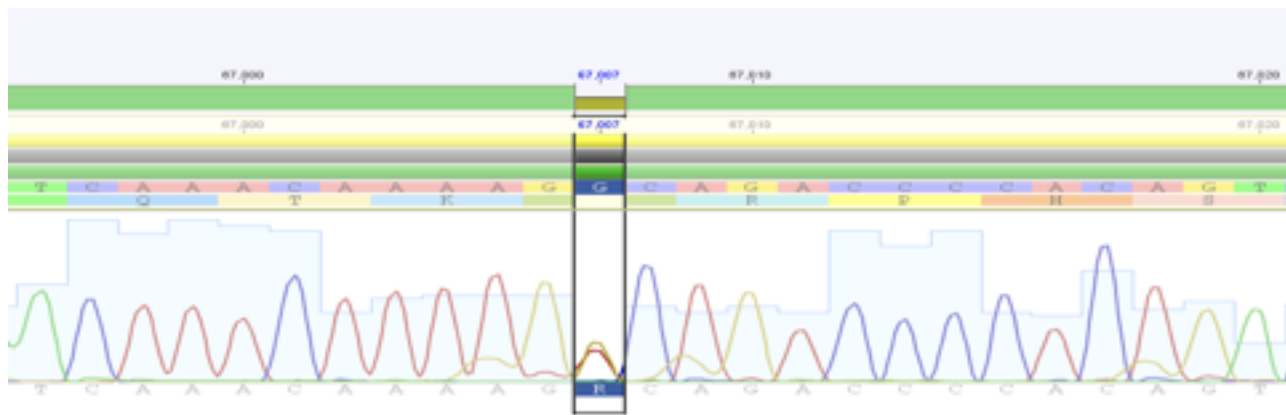 67,000 67,007 67,010 67,020
67,000 67,007 67,010 67,020
T C A A A C A A A A G G C A G A C C C C A C A G T
Q T K R P H S
T C A A A C A A A A G R C A G A C C C C A C A G T